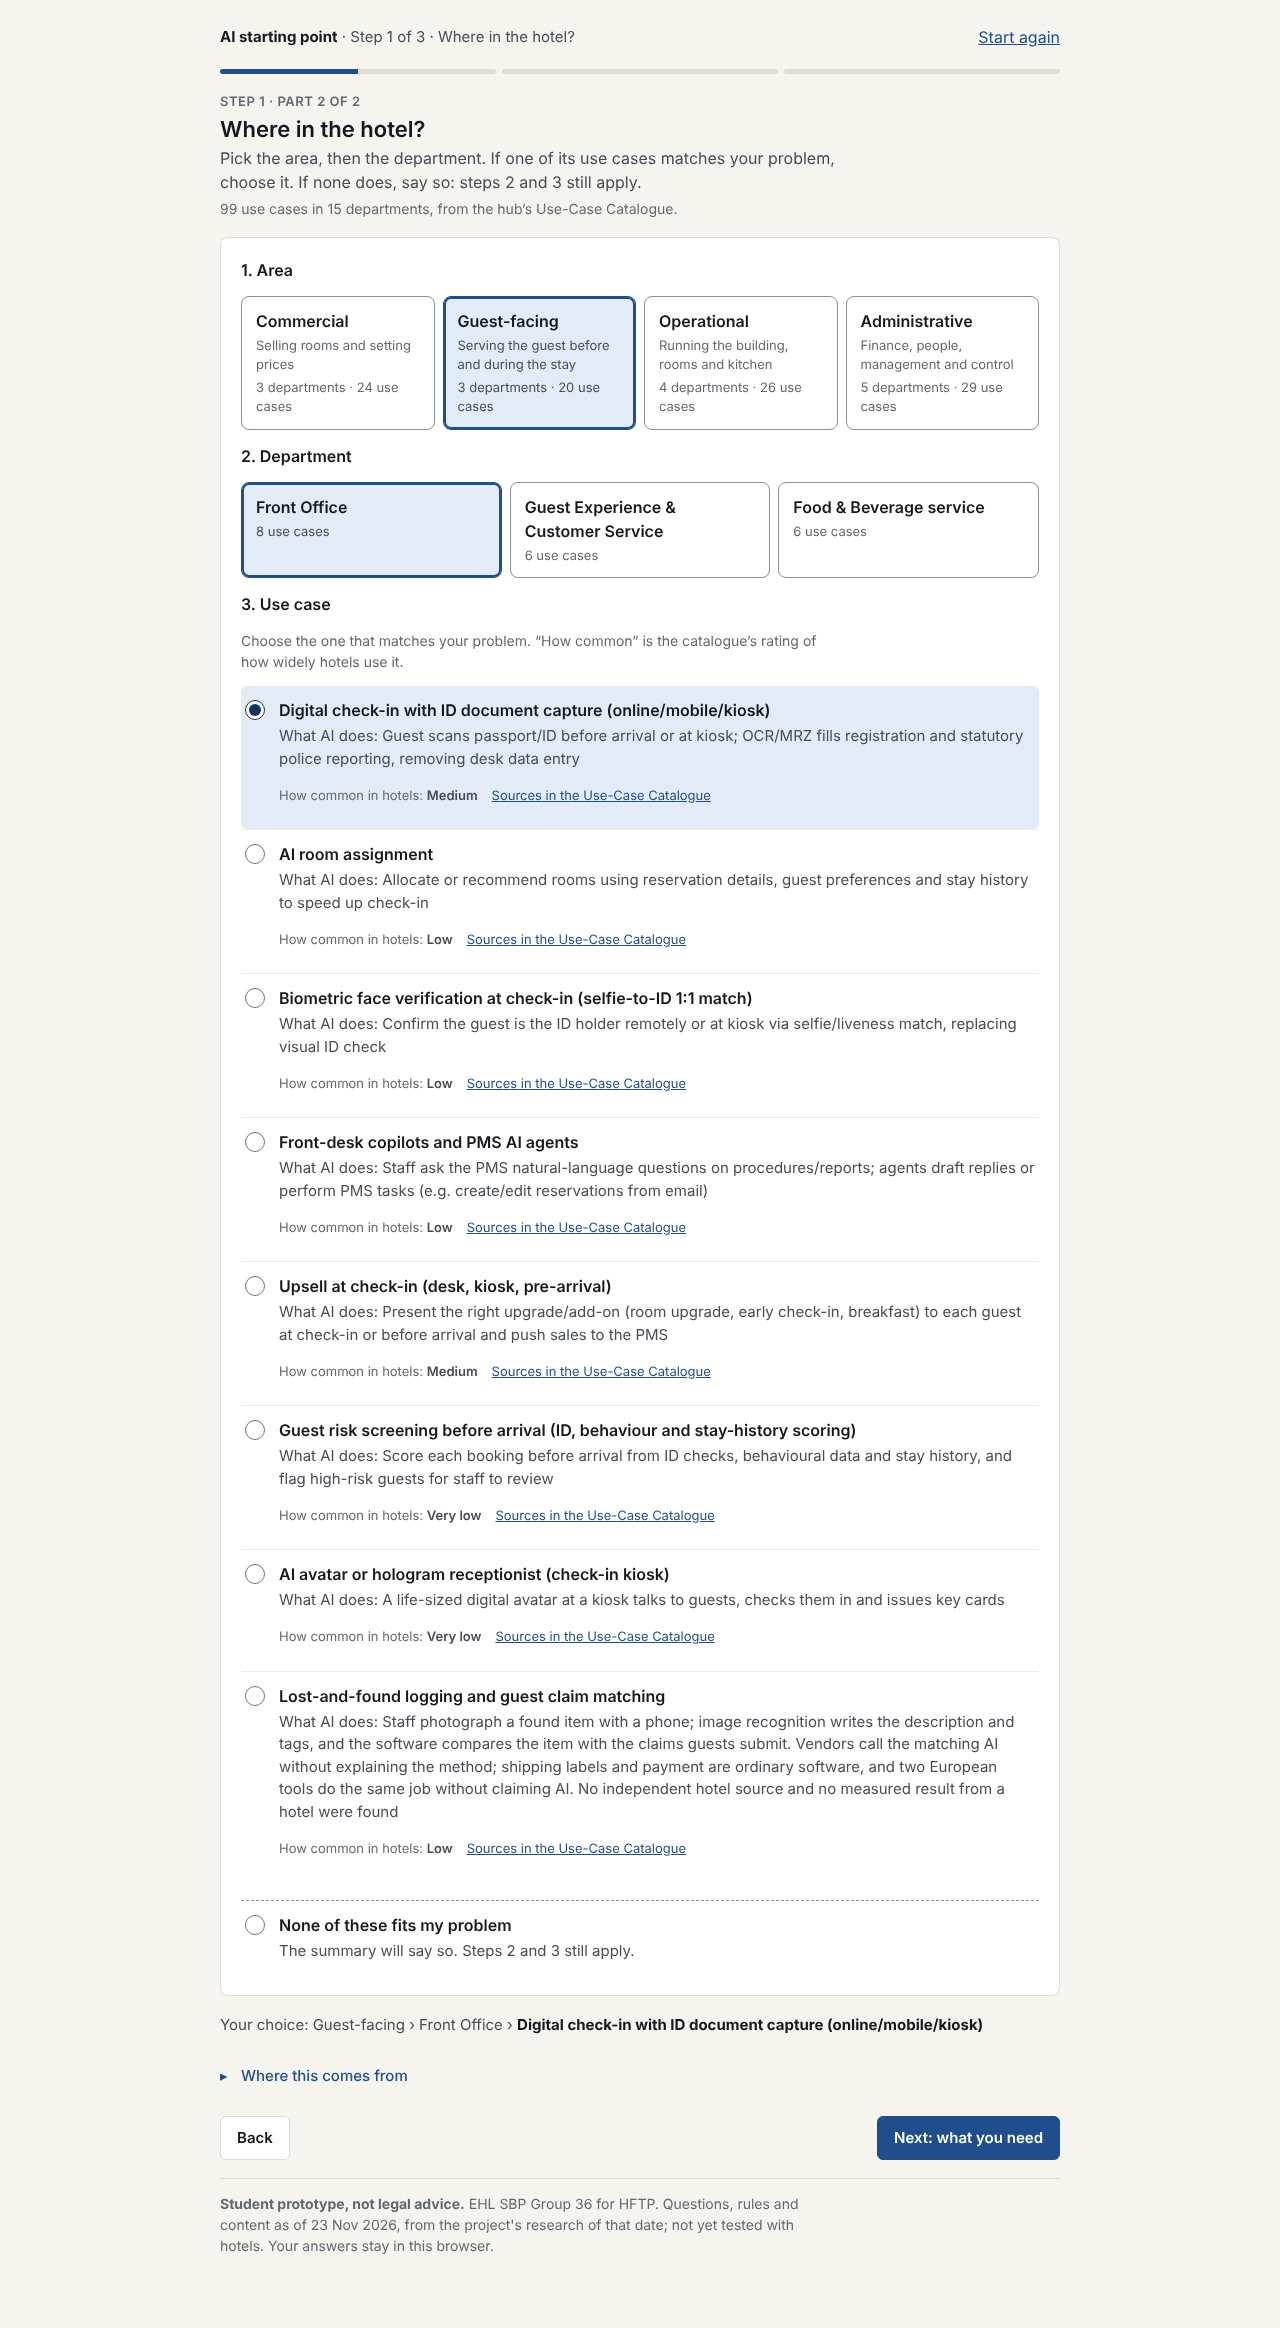 AI starting point · Step 1 of 3 · Where in the hotel?
Start again
STEP 1 · PART 2 OF 2
Where in the hotel?
Pick the area, then the department. If one of its use cases matches your problem,
choose it. If none does, say so: steps 2 and 3 still apply.
99 use cases in 15 departments, from the hub’s Use-Case Catalogue.
1. Area
Commercial
Selling rooms and setting
prices
3 departments · 24 use
cases
Guest-facing
Serving the guest before
and during the stay
3 departments · 20 use
cases
Operational
Running the building,
rooms and kitchen
4 departments · 26 use
cases
Administrative
Finance, people,
management and control
5 departments · 29 use
cases
2. Department
Front Office
8 use cases
Guest Experience &
Customer Service
6 use cases
Food & Beverage service
6 use cases
3. Use case
Choose the one that matches your problem. “How common” is the catalogue’s rating of
how widely hotels use it.
Digital check-in with ID document capture (online/mobile/kiosk)
What AI does: Guest scans passport/ID before arrival or at kiosk; OCR/MRZ fills registration and statutory
police reporting, removing desk data entry
How common in hotels: Medium Sources in the Use-Case Catalogue
AI room assignment
What AI does: Allocate or recommend rooms using reservation details, guest preferences and stay history
to speed up check-in
How common in hotels: Low Sources in the Use-Case Catalogue
Biometric face verification at check-in (selfie-to-ID 1:1 match)
What AI does: Confirm the guest is the ID holder remotely or at kiosk via selfie/liveness match, replacing
visual ID check
How common in hotels: Low Sources in the Use-Case Catalogue
Front-desk copilots and PMS AI agents
What AI does: Staff ask the PMS natural-language questions on procedures/reports; agents draft replies or
perform PMS tasks (e.g. create/edit reservations from email)
How common in hotels: Low Sources in the Use-Case Catalogue
Upsell at check-in (desk, kiosk, pre-arrival)
What AI does: Present the right upgrade/add-on (room upgrade, early check-in, breakfast) to each guest
at check-in or before arrival and push sales to the PMS
How common in hotels: Medium Sources in the Use-Case Catalogue
Guest risk screening before arrival (ID, behaviour and stay-history scoring)
What AI does: Score each booking before arrival from ID checks, behavioural data and stay history, and
flag high-risk guests for staff to review
How common in hotels: Very low Sources in the Use-Case Catalogue
AI avatar or hologram receptionist (check-in kiosk)
What AI does: A life-sized digital avatar at a kiosk talks to guests, checks them in and issues key cards
How common in hotels: Very low Sources in the Use-Case Catalogue
Lost-and-found logging and guest claim matching
What AI does: Staff photograph a found item with a phone; image recognition writes the description and
tags, and the software compares the item with the claims guests submit. Vendors call the matching AI
without explaining the method; shipping labels and payment are ordinary software, and two European
tools do the same job without claiming AI. No independent hotel source and no measured result from a
hotel were found
How common in hotels: Low Sources in the Use-Case Catalogue
None of these fits my problem
The summary will say so. Steps 2 and 3 still apply.
Your choice: Guest-facing › Front Office › Digital check-in with ID document capture (online/mobile/kiosk)
▸ Where this comes from
Back
Next: what you need
Student prototype, not legal advice. EHL SBP Group 36 for HFTP. Questions, rules and
content as of 23 Nov 2026, from the project's research of that date; not yet tested with
hotels. Your answers stay in this browser.